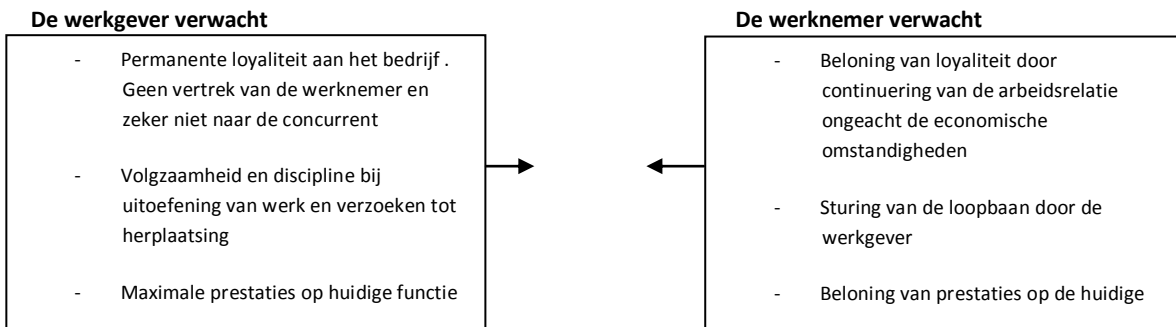 De werkgever verwacht
- Permanente loyaliteit aan het bedrijf .
Geen vertrek van de werknemer en
zeker niet naar de concurrent
- Volgzaamheid en discipline bij
uitoefening van werk en verzoeken tot
herplaatsing
- Maximale prestaties op huidige functie
De werknemer verwacht
- Beloning van loyaliteit door
continuering van de arbeidsrelatie
ongeacht de economische
omstandigheden
- Sturing van de loopbaan door de
werkgever
- Beloning van prestaties op de huidige